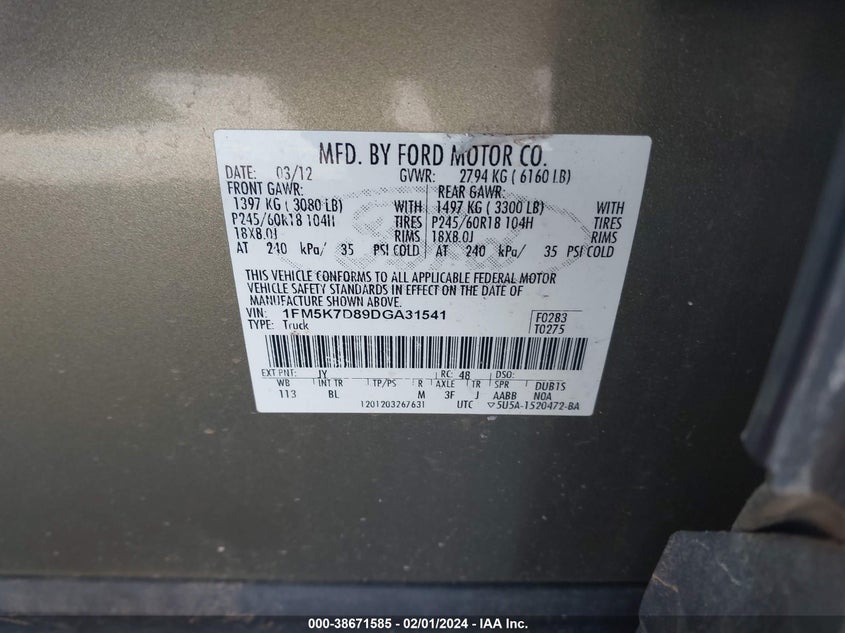 MFD. BY FORD MOTOR CO.
DATE: 03/12 GVWR: 2794 KG ( 6160 LB)
FRONT GAWR: REAR GAWR:
1397 KG ( 3080 LB) WITH 1497 KG ( 3300 LB) WITH
P245/60R18 104H TIRES P245/60R18 104H TIRES
18X8.0J RIMS 18X8.0J RIMS
AT 240 kPa/ 35 PSI COLD AT 240 kPa/ 35 PSI COLD
THIS VEHICLE CONFORMS TO ALL APPLICABLE FEDERAL MOTOR
VEHICLE SAFETY STANDARDS IN EFFECT ON THE DATE OF
MANUFACTURE SHOWN ABOVE.
VIN: 1FM5K7D89DGA31541 F0283
TYPE: Truck T0275
EXT PNT: JY RC: 48 DSO:
WB INT TR TP/PS R AXLE TR SPR DUB1S
113 BL M 3F J AABB N0A
1201203267631 UTC ▽5U5A-1520472-BA
000-38671585 - 02/01/2024 - IAA Inc.